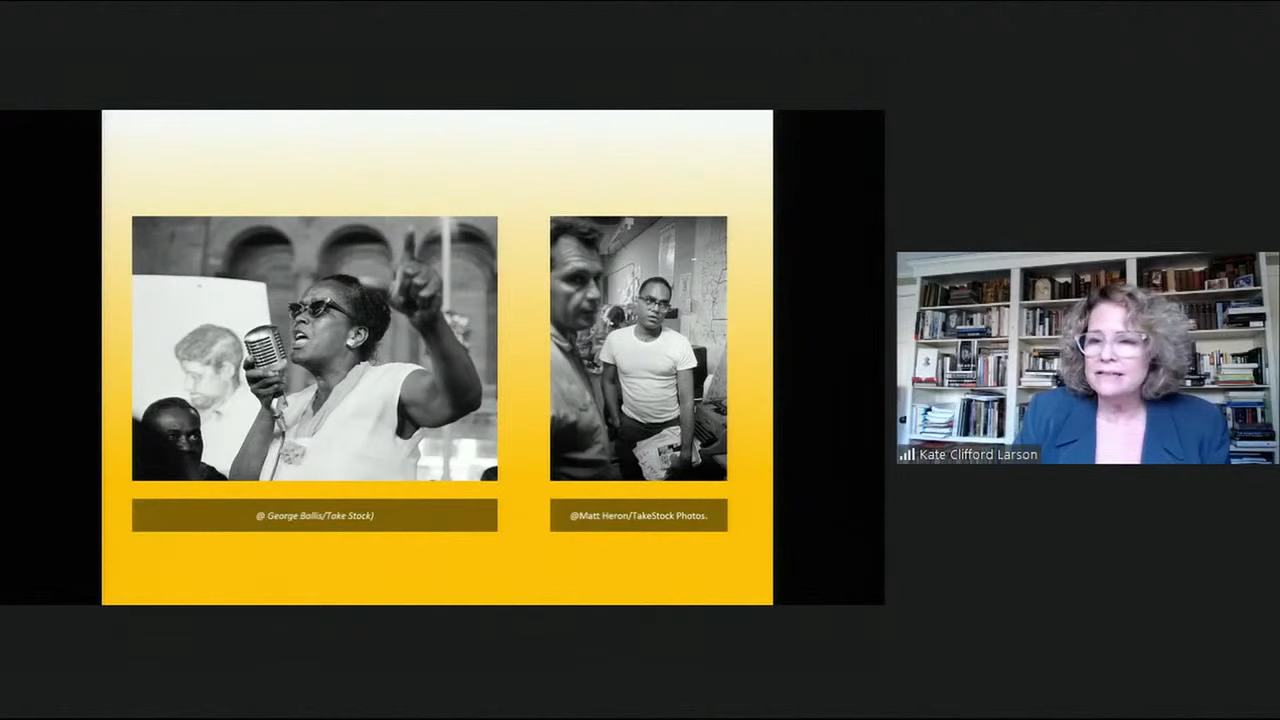 @ George Ballis/Take Stock)
@Matt Heron/TakeStock Photos.
Kate Clifford Larson